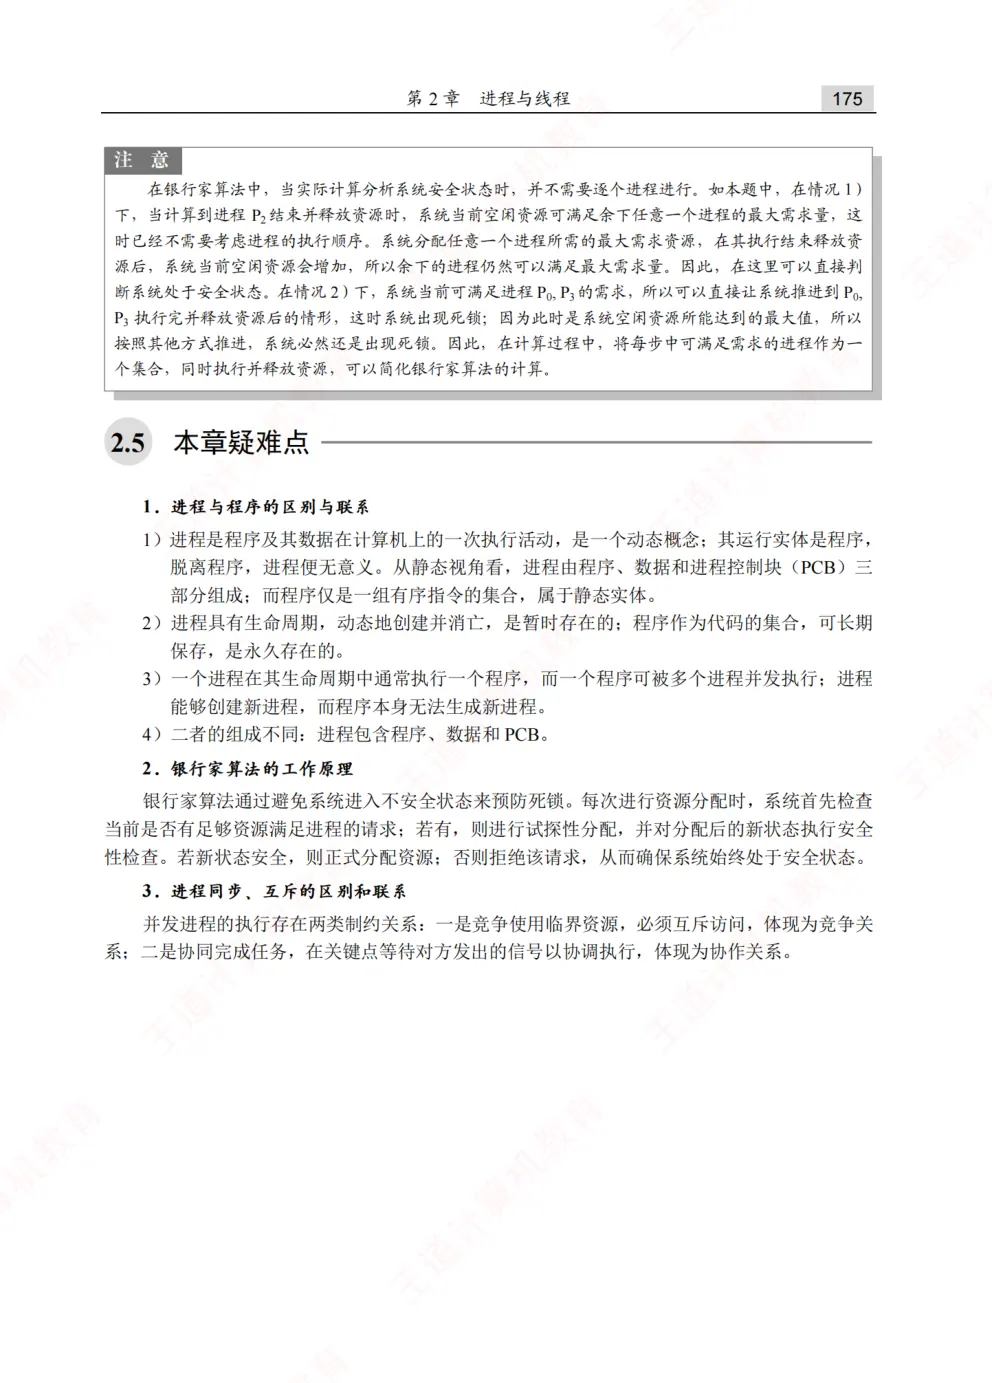 第 2 章　进程与线程
175
注 意
在银行家算法中，当实际计算分析系统安全状态时，并不需要逐个进程进行。如本题中，在情况 1）
下，当计算到进程 P2 结束并释放资源时，系统当前空闲资源可满足余下任意一个进程的最大需求量，这
时已经不需要考虑进程的执行顺序。系统分配任意一个进程所需的最大需求资源，在其执行结束释放资
源后，系统当前空闲资源会增加，所以余下的进程仍然可以满足最大需求量。因此，在这里可以直接判
断系统处于安全状态。在情况 2）下，系统当前可满足进程 P0, P3 的需求，所以可以直接让系统推进到 P0,
P3 执行完并释放资源后的情形，这时系统出现死锁；因为此时是系统空闲资源所能达到的最大值，所以
按照其他方式推进，系统必然还是出现死锁。因此，在计算过程中，将每步中可满足需求的进程作为一
个集合，同时执行并释放资源，可以简化银行家算法的计算。
2.5 本章疑难点
1．进程与程序的区别与联系
1）进程是程序及其数据在计算机上的一次执行活动，是一个动态概念；其运行实体是程序，
脱离程序，进程便无意义。从静态视角看，进程由程序、数据和进程控制块（PCB）三
部分组成；而程序仅是一组有序指令的集合，属于静态实体。
2）进程具有生命周期，动态地创建并消亡，是暂时存在的；程序作为代码的集合，可长期
保存，是永久存在的。
3）一个进程在其生命周期中通常执行一个程序，而一个程序可被多个进程并发执行；进程
能够创建新进程，而程序本身无法生成新进程。
4）二者的组成不同：进程包含程序、数据和 PCB。
2．银行家算法的工作原理
银行家算法通过避免系统进入不安全状态来预防死锁。每次进行资源分配时，系统首先检查
当前是否有足够资源满足进程的请求；若有，则进行试探性分配，并对分配后的新状态执行安全
性检查。若新状态安全，则正式分配资源；否则拒绝该请求，从而确保系统始终处于安全状态。
3．进程同步、互斥的区别和联系
并发进程的执行存在两类制约关系：一是竞争使用临界资源，必须互斥访问，体现为竞争关
系；二是协同完成任务，在关键点等待对方发出的信号以协调执行，体现为协作关系。
王道计算机教育